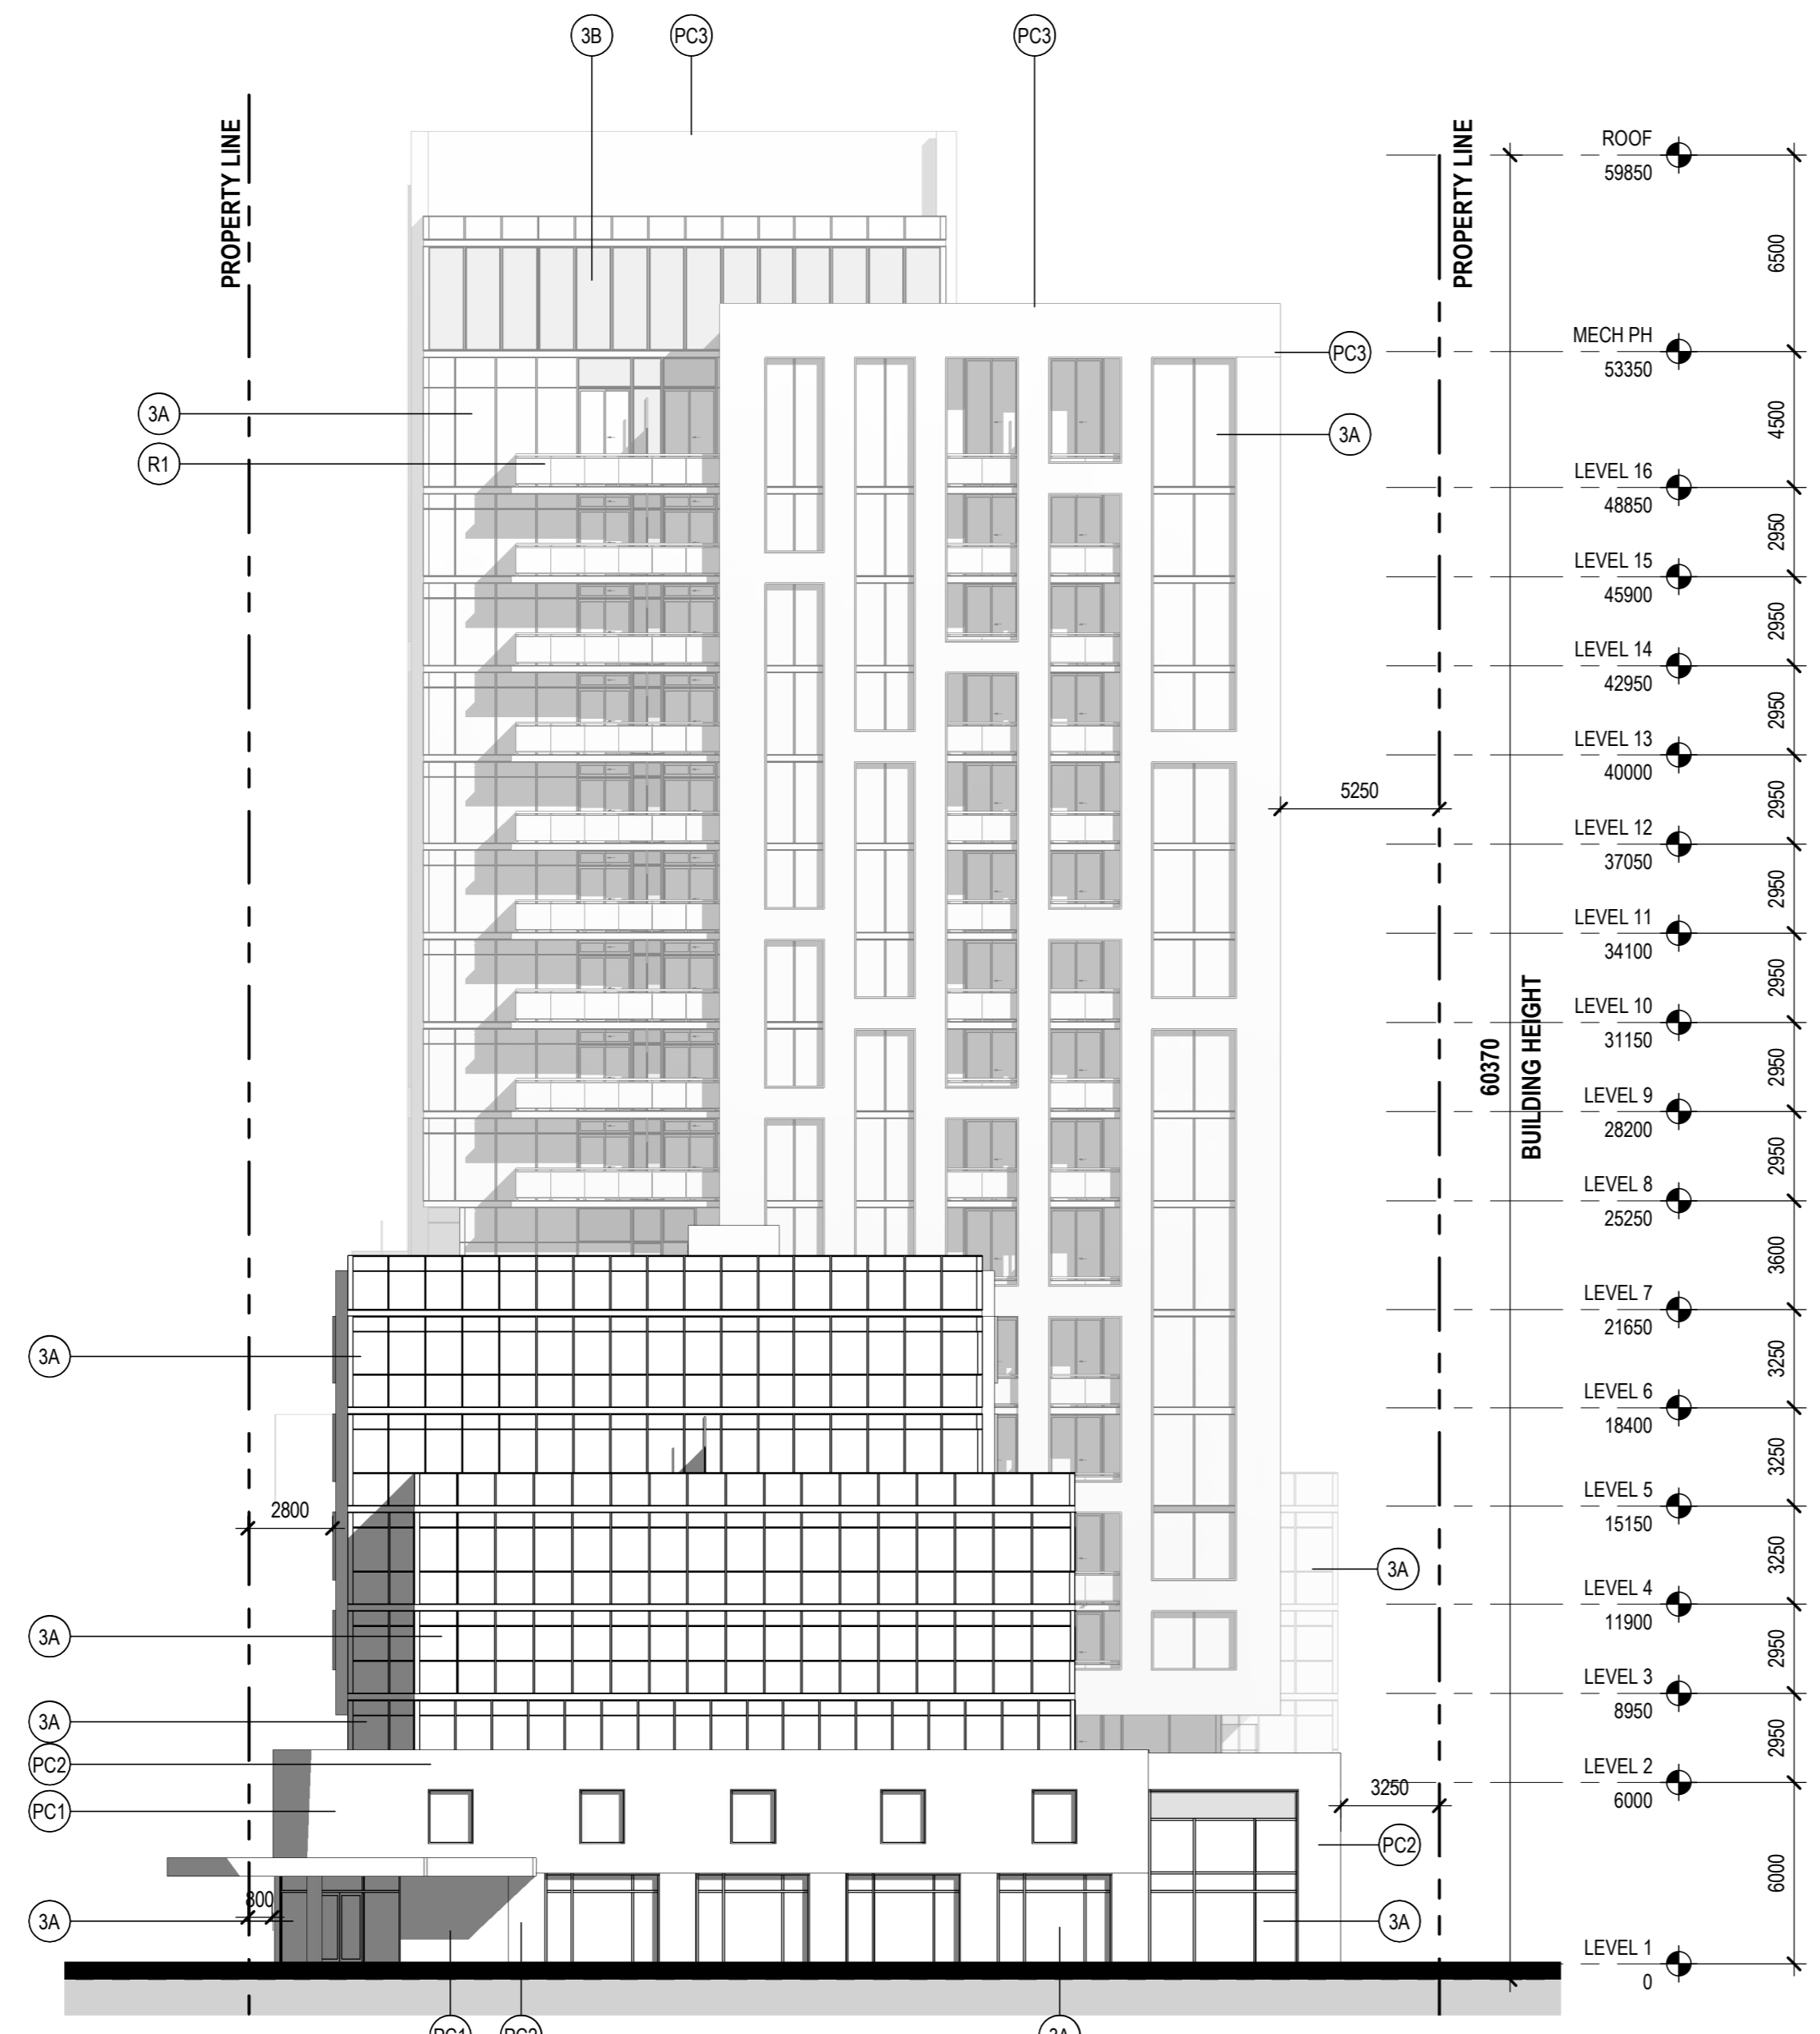 3B
PC3
PC3
PROPERTY LINE
PROPERTY LINE
ROOF
59850
6500
MECH PH
53350
PC3
4500
3A
3A
R1
LEVEL 16
48850
2950
LEVEL 15
45900
2950
LEVEL 14
42950
2950
LEVEL 13
40000
2950
5250
LEVEL 12
37050
2950
LEVEL 11
34100
2950
LEVEL 10
31150
60370
BUILDING HEIGHT
2950
LEVEL 9
28200
2950
LEVEL 8
25250
3600
LEVEL 7
21650
3A
3250
LEVEL 6
18400
3250
LEVEL 5
15150
2800
3250
3A
LEVEL 4
11900
3A
2950
LEVEL 3
8950
3A
2950
PC2
LEVEL 2
6000
3250
PC1
PC2
6000
800
3A
3A
LEVEL 1
0
PC1
PC2
3A